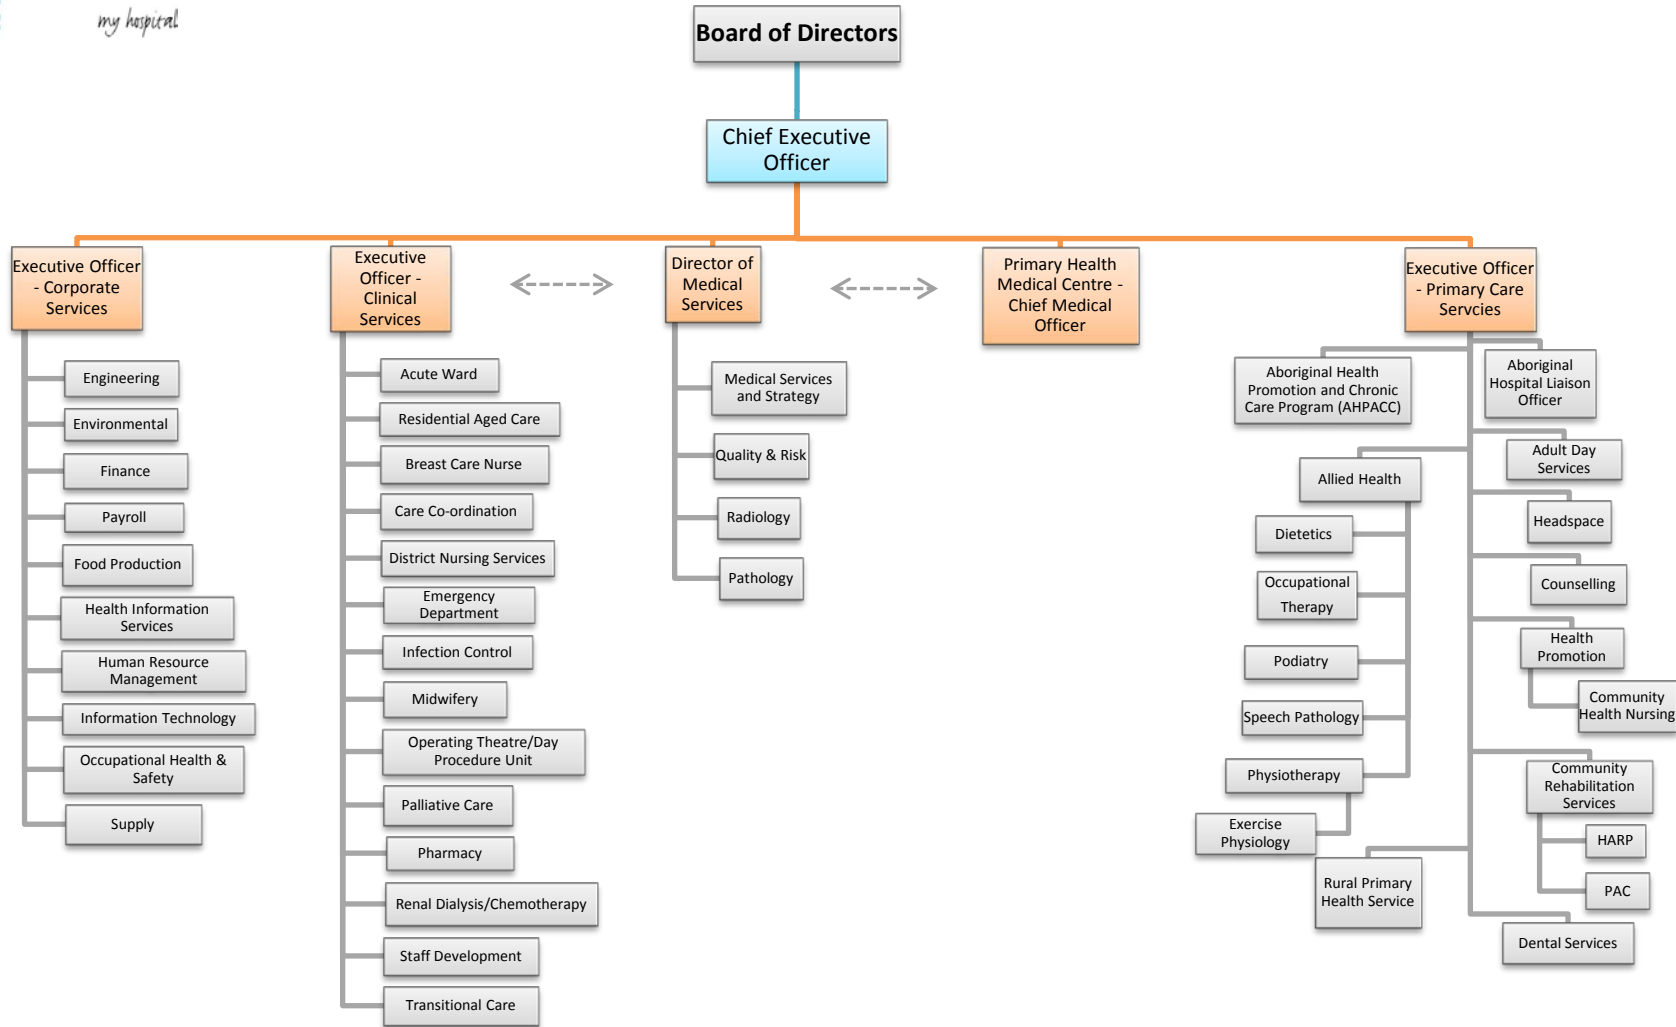 my hospital
Board of Directors
Chief Executive
Officer
Executive Officer
- Corporate
Services
Executive
Officer -
Clinical
Services
Director of
Medical
Services
Primary Health
Medical Centre -
Chief Medical
Officer
Executive Officer
- Primary Care
Servcies
Engineering
Environmental
Finance
Payroll
Food Production
Health Information
Services
Human Resource
Management
Information Technology
Occupational Health &
Safety
Supply
Acute Ward
Residential Aged Care
Breast Care Nurse
Care Co-ordination
District Nursing Services
Emergency
Department
Infection Control
Midwifery
Operating Theatre/Day
Procedure Unit
Palliative Care
Pharmacy
Renal Dialysis/Chemotherapy
Staff Development
Transitional Care
Medical Services
and Strategy
Quality & Risk
Radiology
Pathology
Aboriginal Health
Promotion and Chronic
Care Program (AHPACC)
Allied Health
Dietetics
Occupational
Therapy
Podiatry
Speech Pathology
Physiotherapy
Exercise
Physiology
Rural Primary
Health Service
Aboriginal
Hospital Liaison
Officer
Adult Day
Services
Headspace
Counselling
Health
Promotion
Community
Health Nursing
Community
Rehabilitation
Services
HARP
PAC
Dental Services